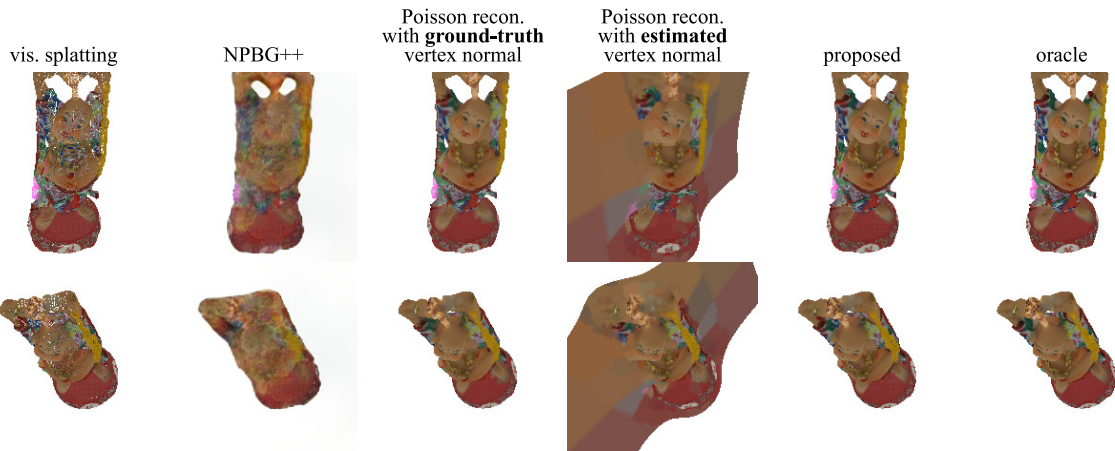 vis. splatting
NPBG++
Poisson recon.
with ground-truth
vertex normal
Poisson recon.
with estimated
vertex normal
proposed
oracle